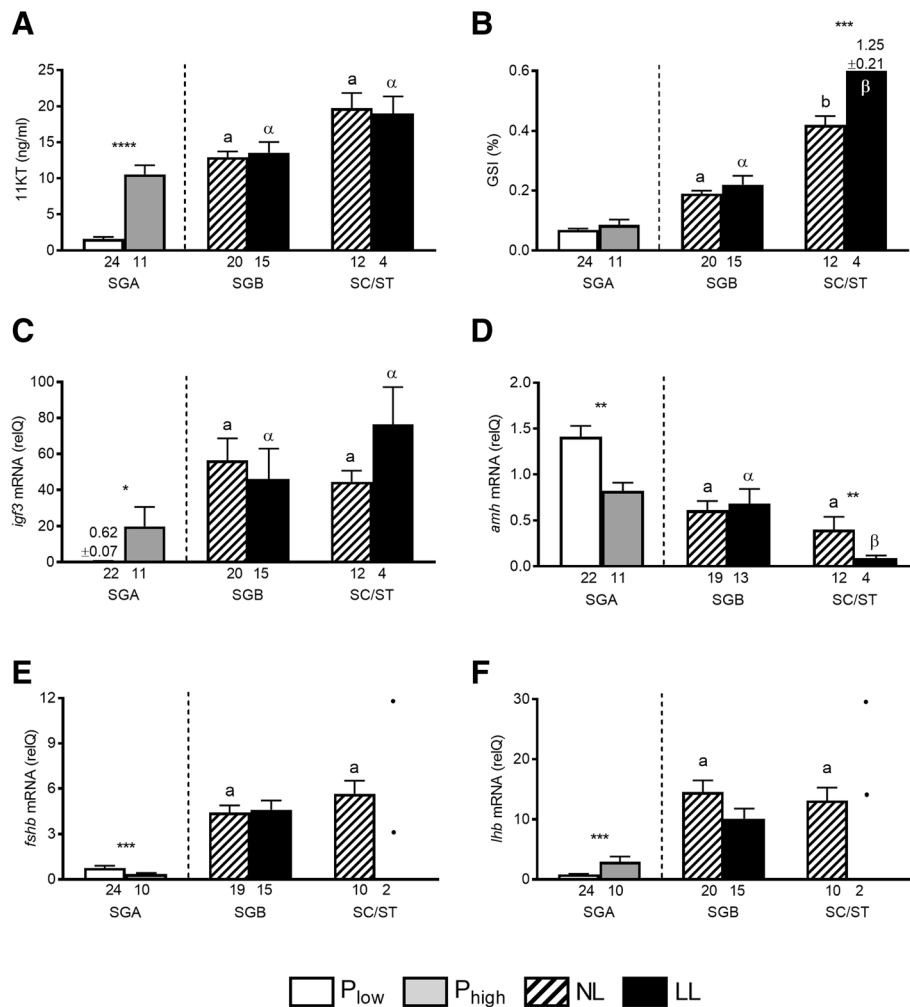 A
11KT (ng/ml)
25
20
15
10
5
0
****
a
α
a
α
24 11
20 15
12 4
SGA
SGB
SC/ST
B
GSI (%)
0.6
0.4
0.2
0.0
***
1.25
±0.21
β
b
a
α
24 11
20 15
12 4
SGA
SGB
SC/ST
C
igf3 mRNA (relQ)
100
80
60
40
20
0
0.62
±0.07
*
a
α
a
α
22 11
20 15
12 4
SGA
SGB
SC/ST
D
amh mRNA (relQ)
2.0
1.5
1.0
0.5
0.0
**
a
α
a
**
β
22 11
19 13
12 4
SGA
SGB
SC/ST
E
fshb mRNA (relQ)
12
9
6
3
0
***
a
a
24 10
19 15
10 2
SGA
SGB
SC/ST
F
lhb mRNA (relQ)
30
20
10
0
***
a
a
24 10
20 15
10 2
SGA
SGB
SC/ST
Plow Phigh NL LL